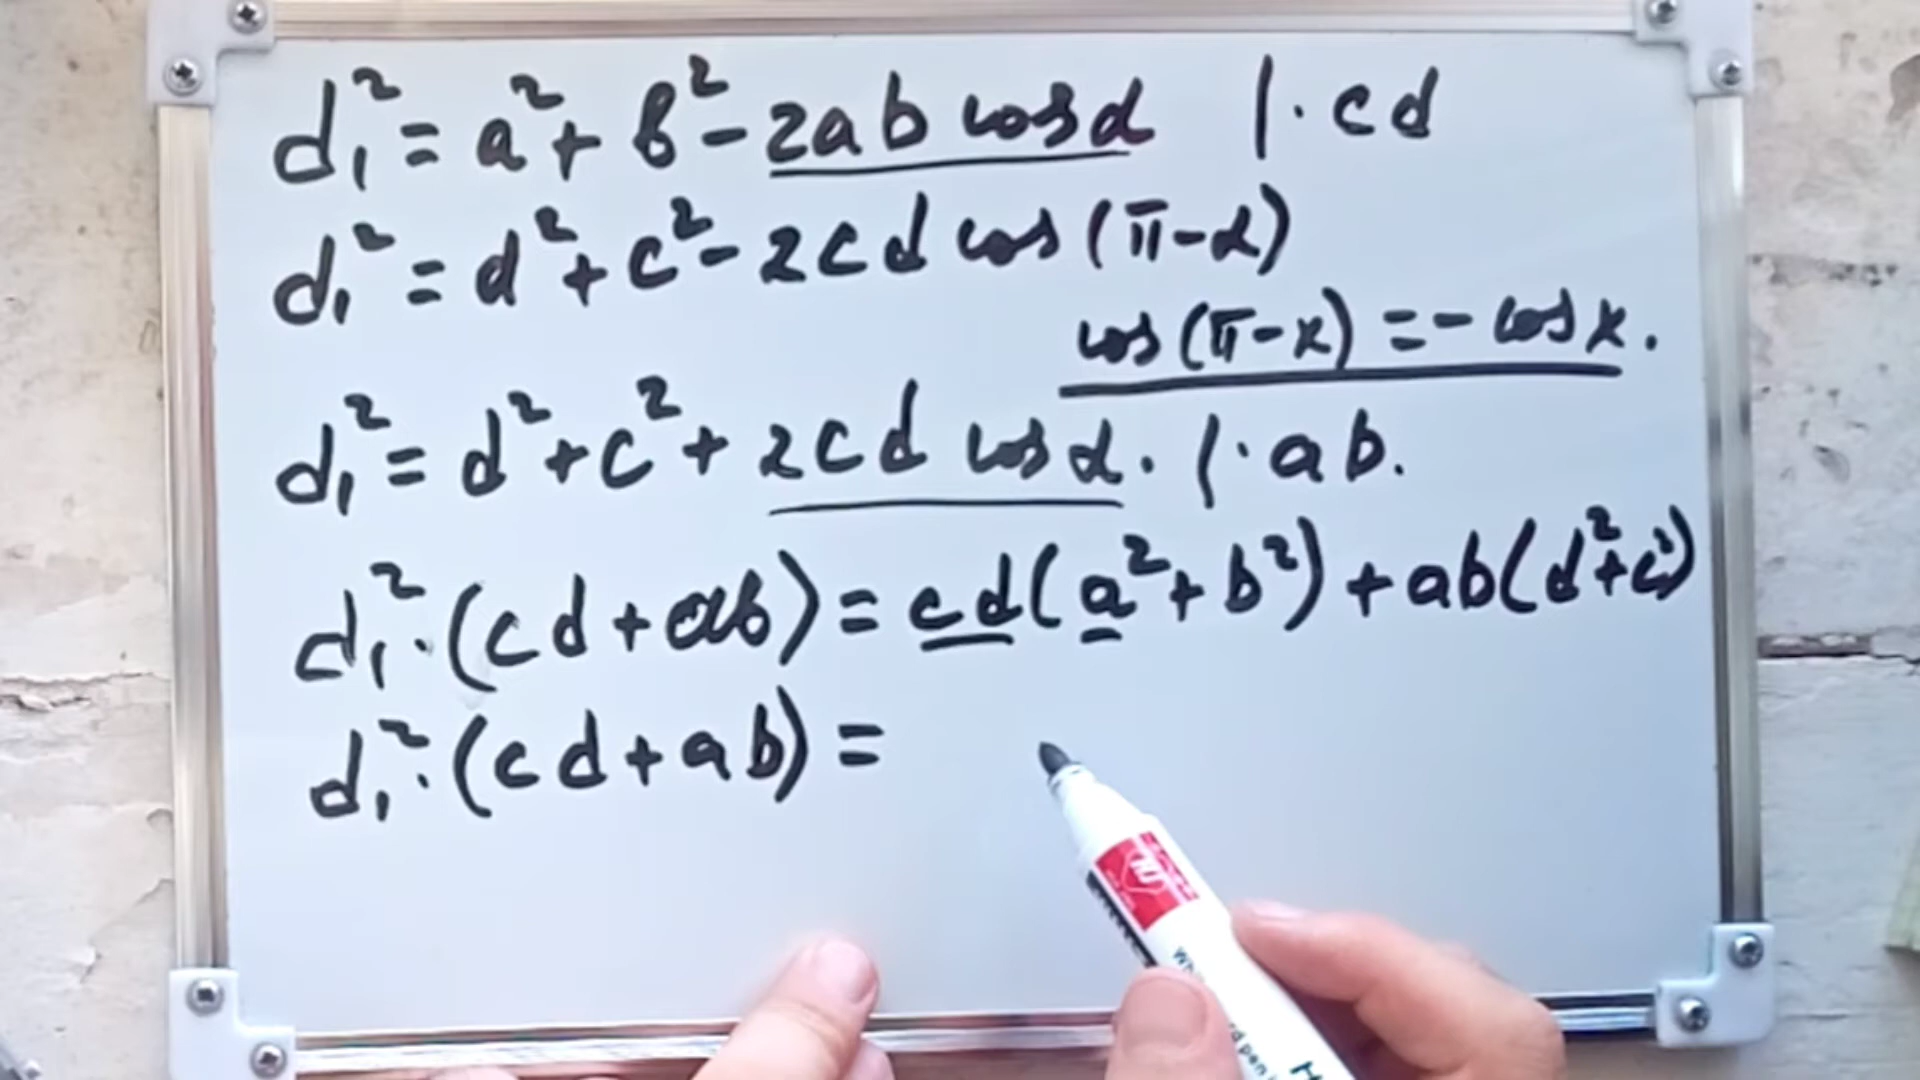 d₁² = a² + b² - 2ab cos α | · cd
d₁² = d² + c² - 2cd cos (π - α)
cos (π - x) = - cos x.
d₁² = d² + c² + 2cd cos α. | · ab.
d₁² · (cd + ab) = cd(a² + b²) + ab(d² + c²)
d₁² · (cd + ab) =